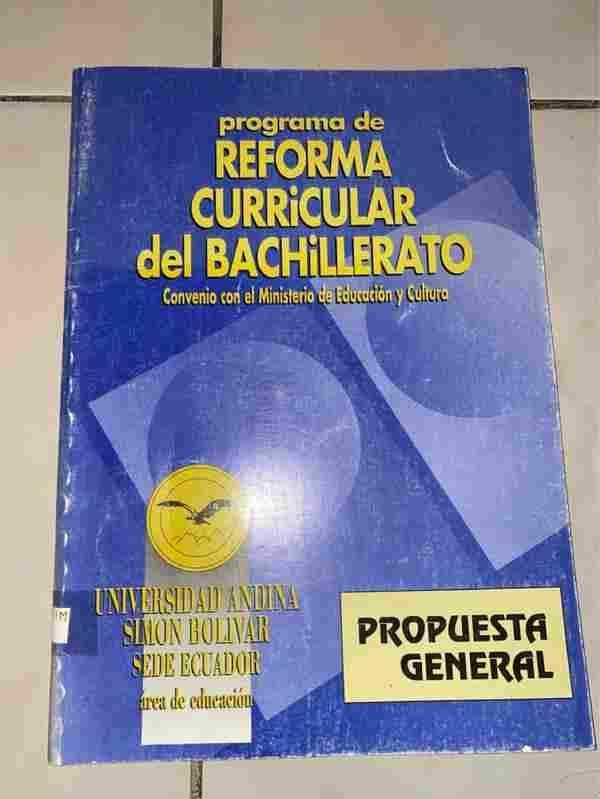 programa de
REFORMA
CURRiCULAR
del BACHiLLERATO
Convenio con el Ministerio de Educación y Cultura
UNIVERSIDAD ANDINA
SIMON BOLIVAR
SEDE ECUADOR
área de educación
PROPUESTA
GENERAL
M